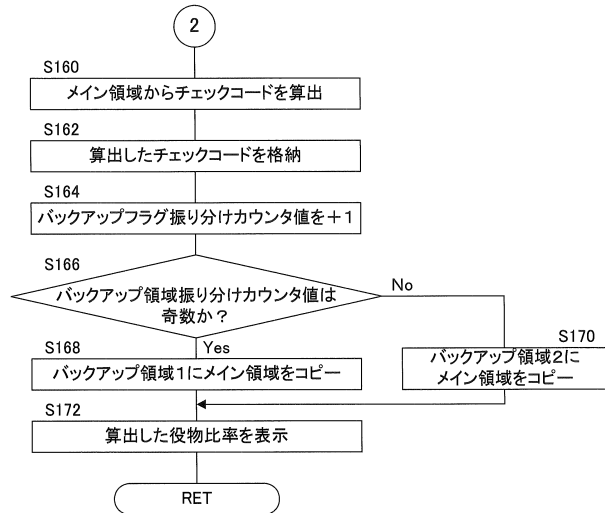 2
S160
メイン領域からチェックコードを算出
S162
算出したチェックコードを格納
S164
バックアップフラグ振り分けカウンタ値を+1
S166
バックアップ領域振り分けカウンタ値は
奇数か？
No
Yes
S168
バックアップ領域1にメイン領域をコピー
S170
バックアップ領域2に
メイン領域をコピー
S172
算出した役物比率を表示
RET